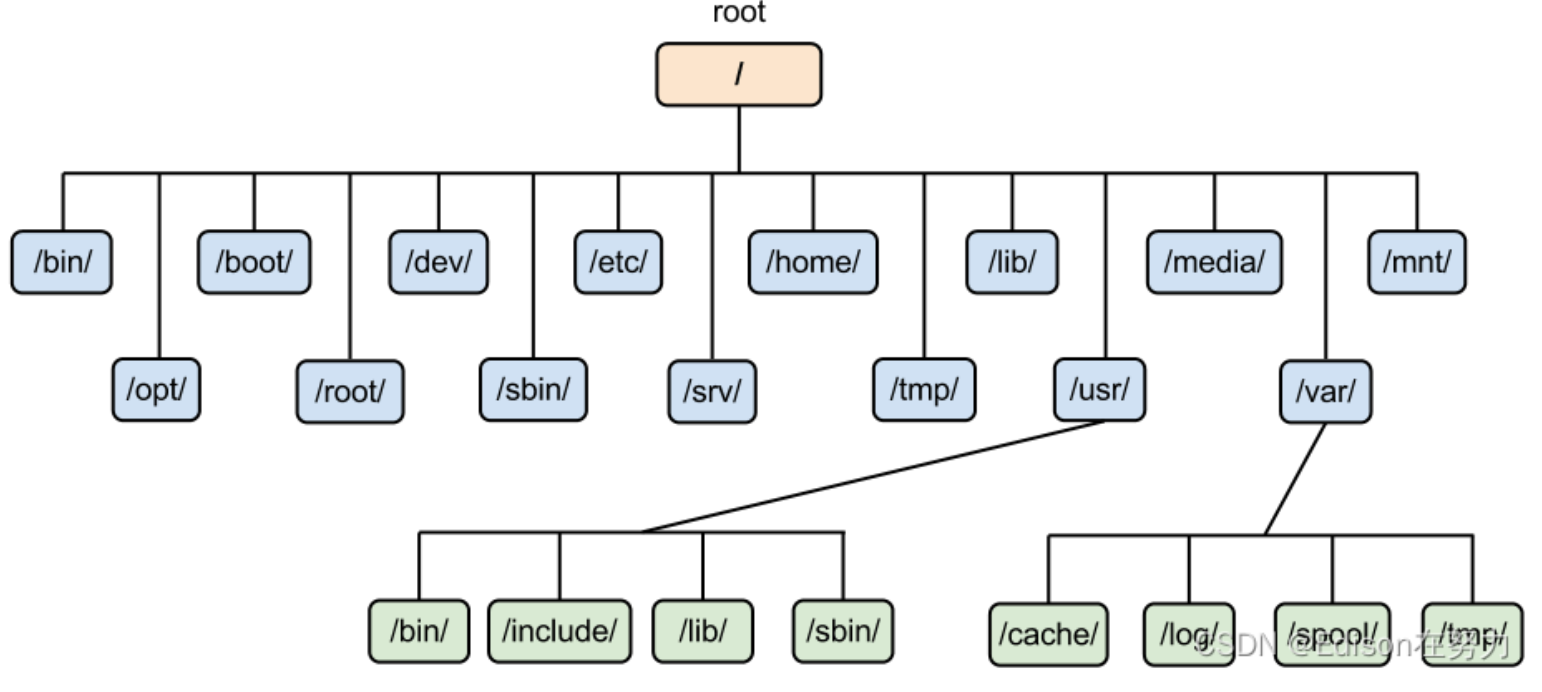 root
/
/bin/ /boot/ /dev/ /etc/ /home/ /lib/ /media/ /mnt/
/opt/ /root/ /sbin/ /srv/ /tmp/ /usr/ /var/
/bin/ /include/ /lib/ /sbin/ /cache/ /log/ /spool/ /tmp/
CSDN @Edison在努力